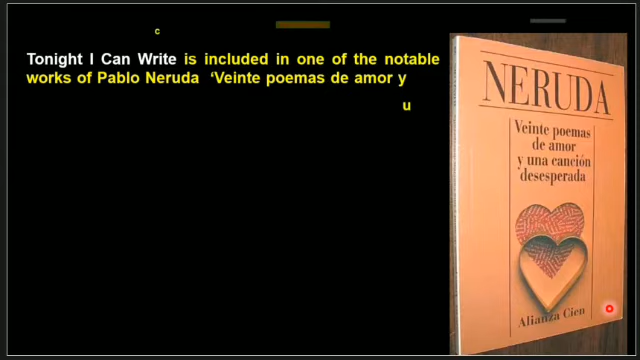 c
Tonight I Can Write is included in one of the notable
works of Pablo Neruda ‘Veinte poemas de amor y
u
NERUDA
Veinte poemas
de amor
y una canción
desesperada
Alianza Cien